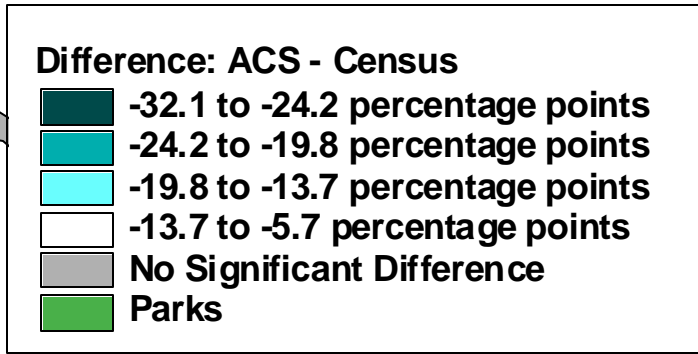 Difference: ACS - Census
-32.1 to -24.2 percentage points
-24.2 to -19.8 percentage points
-19.8 to -13.7 percentage points
-13.7 to -5.7 percentage points
No Significant Difference
Parks